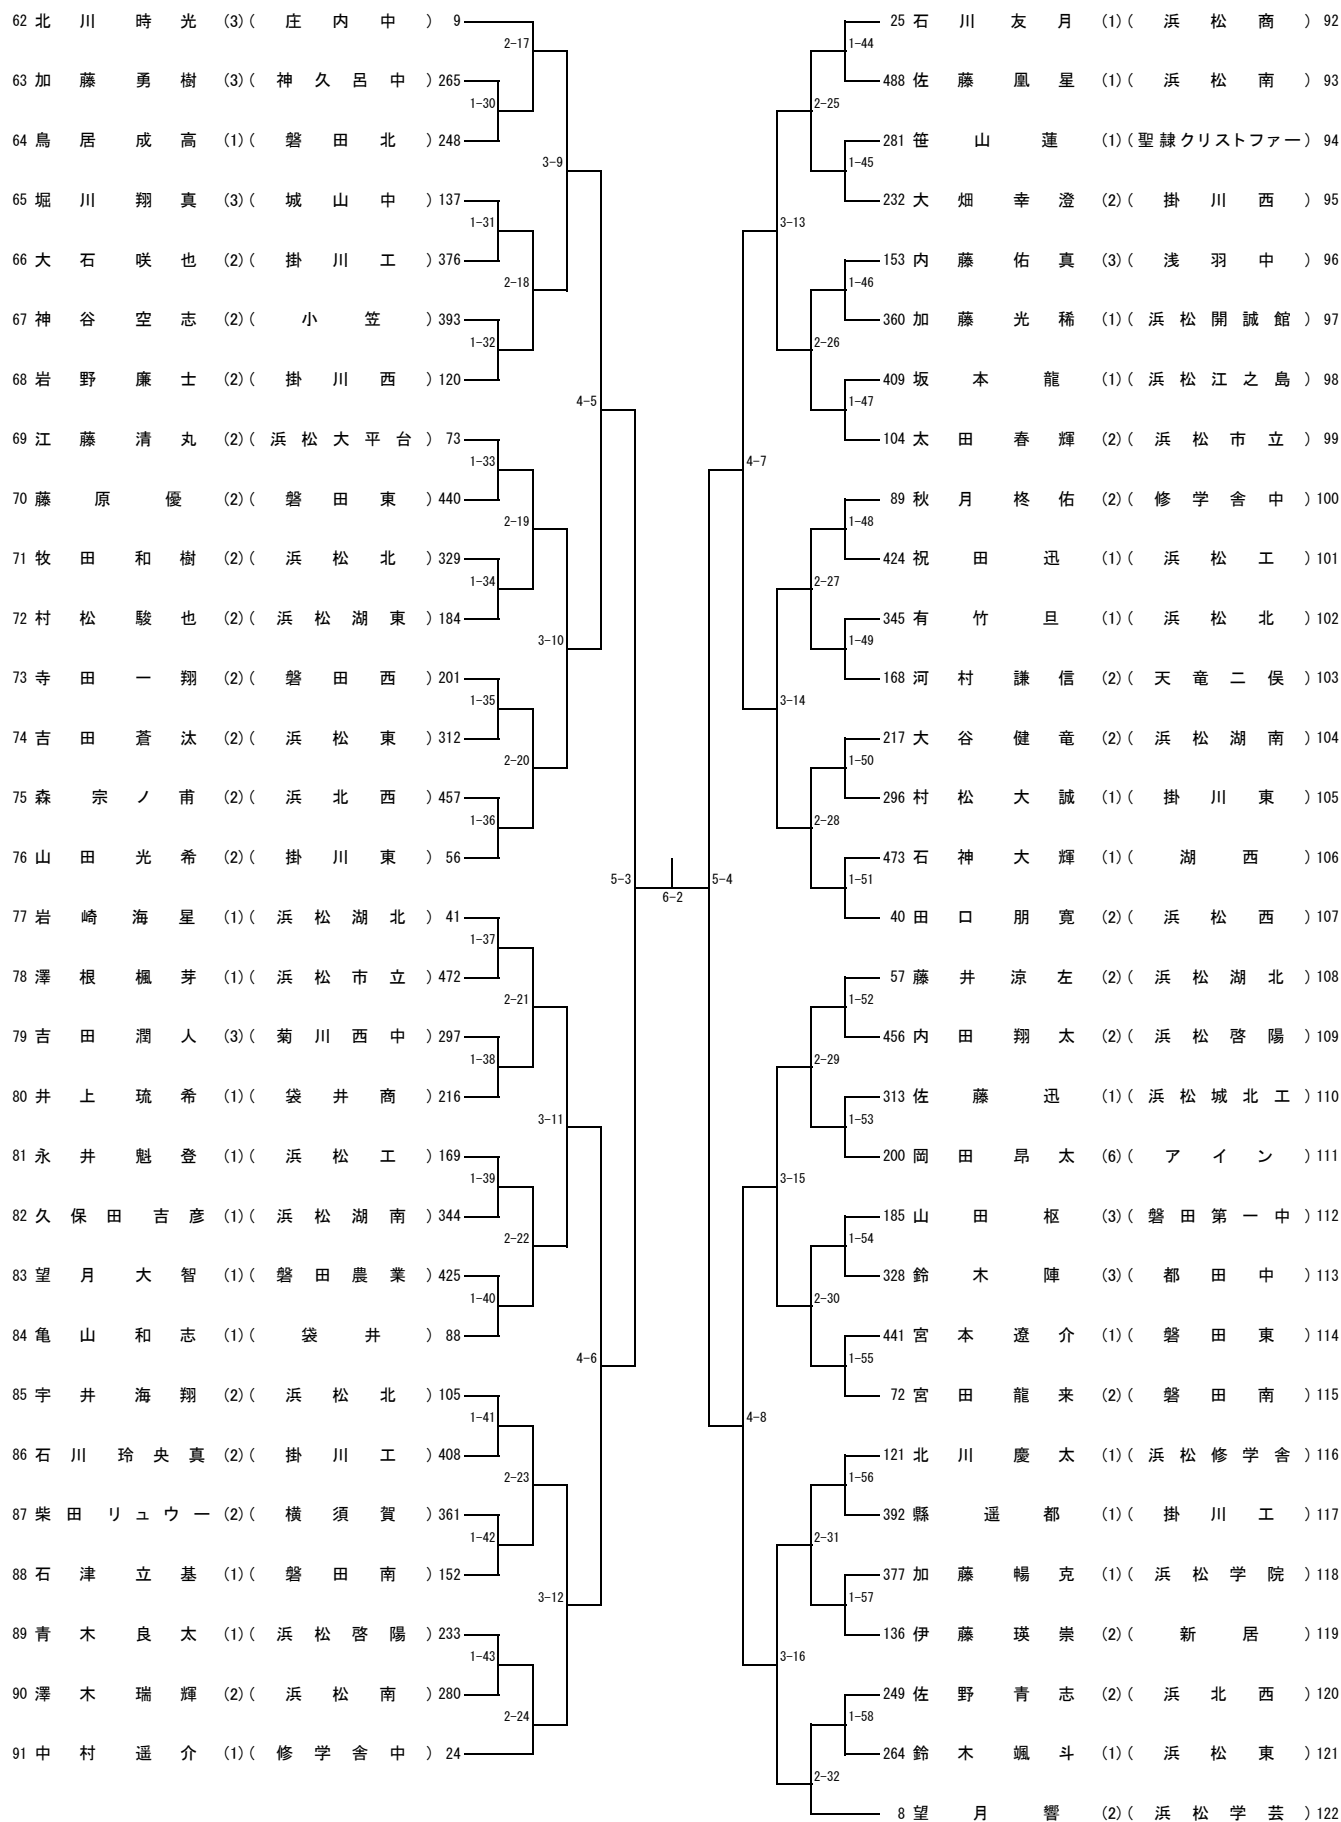 62 北川時光 (3)(庄内中) 9
2-17
63 加藤勇樹 (3)(神久呂中) 265
1-30
64 鳥居成高 (1)(磐田北) 248
3-9
65 堀川翔真 (3)(城山中) 137
1-31
66 大石咲也 (2)(掛川工) 376
2-18
67 神谷空志 (2)(小笠) 393
1-32
68 岩野廉士 (2)(掛川西) 120
4-5
69 江藤清丸 (2)(浜松大平台) 73
1-33
70 藤原優 (2)(磐田東) 440
2-19
71 牧田和樹 (2)(浜松北) 329
1-34
72 村松駿也 (2)(浜松湖東) 184
3-10
73 寺田一翔 (2)(磐田西) 201
1-35
74 吉田蒼汰 (2)(浜松東) 312
2-20
75 森宗ノ甫 (2)(浜北西) 457
1-36
76 山田光希 (2)(掛川東) 56
5-3
77 岩崎海星 (1)(浜松湖北) 41
1-37
78 澤根楓芽 (1)(浜松市立) 472
2-21
79 吉田潤人 (3)(菊川西中) 297
1-38
80 井上琉希 (1)(袋井商) 216
3-11
81 永井魁登 (1)(浜松工) 169
1-39
82 久保田吉彦 (1)(浜松湖南) 344
2-22
83 望月大智 (1)(磐田農業) 425
1-40
84 亀山和志 (1)(袋井) 88
4-6
85 宇井海翔 (2)(浜松北) 105
1-41
86 石川玲央真 (2)(掛川工) 408
2-23
87 柴田リュウ一 (2)(横須賀) 361
1-42
88 石津立基 (1)(磐田南) 152
3-12
89 青木良太 (1)(浜松啓陽) 233
1-43
90 澤木瑞輝 (2)(浜松南) 280
2-24
91 中村遥介 (1)(修学舎中) 24
6-2
25 石川友月 (1)(浜松商) 92
1-44
488 佐藤凰星 (1)(浜松南) 93
2-25
281 笹山蓮 (1)(聖隷クリストファー) 94
1-45
232 大畑幸澄 (2)(掛川西) 95
3-13
153 内藤佑真 (3)(浅羽中) 96
1-46
360 加藤光稀 (1)(浜松開誠館) 97
2-26
409 坂本龍 (1)(浜松江之島) 98
1-47
104 太田春輝 (2)(浜松市立) 99
4-7
89 秋月柊佑 (2)(修学舎中) 100
1-48
424 祝田迅 (1)(浜松工) 101
2-27
345 有竹旦 (1)(浜松北) 102
1-49
168 河村謙信 (2)(天竜二俣) 103
3-14
217 大谷健竜 (2)(浜松湖南) 104
1-50
296 村松大誠 (1)(掛川東) 105
2-28
473 石神大輝 (1)(湖西) 106
5-4
1-51
40 田口朋寛 (2)(浜松西) 107
57 藤井涼左 (2)(浜松湖北) 108
1-52
456 内田翔太 (2)(浜松啓陽) 109
2-29
313 佐藤迅 (1)(浜松城北工) 110
1-53
200 岡田昂太 (6)(アイン) 111
3-15
185 山田枢 (3)(磐田第一中) 112
1-54
328 鈴木陣 (3)(都田中) 113
2-30
441 宮本遼介 (1)(磐田東) 114
1-55
72 宮田龍来 (2)(磐田南) 115
4-8
121 北川慶太 (1)(浜松修学舎) 116
1-56
392 縣遥都 (1)(掛川工) 117
2-31
377 加藤暢克 (1)(浜松学院) 118
1-57
136 伊藤瑛崇 (2)(新居) 119
3-16
249 佐野青志 (2)(浜北西) 120
1-58
264 鈴木颯斗 (1)(浜松東) 121
2-32
8 望月響 (2)(浜松学芸) 122